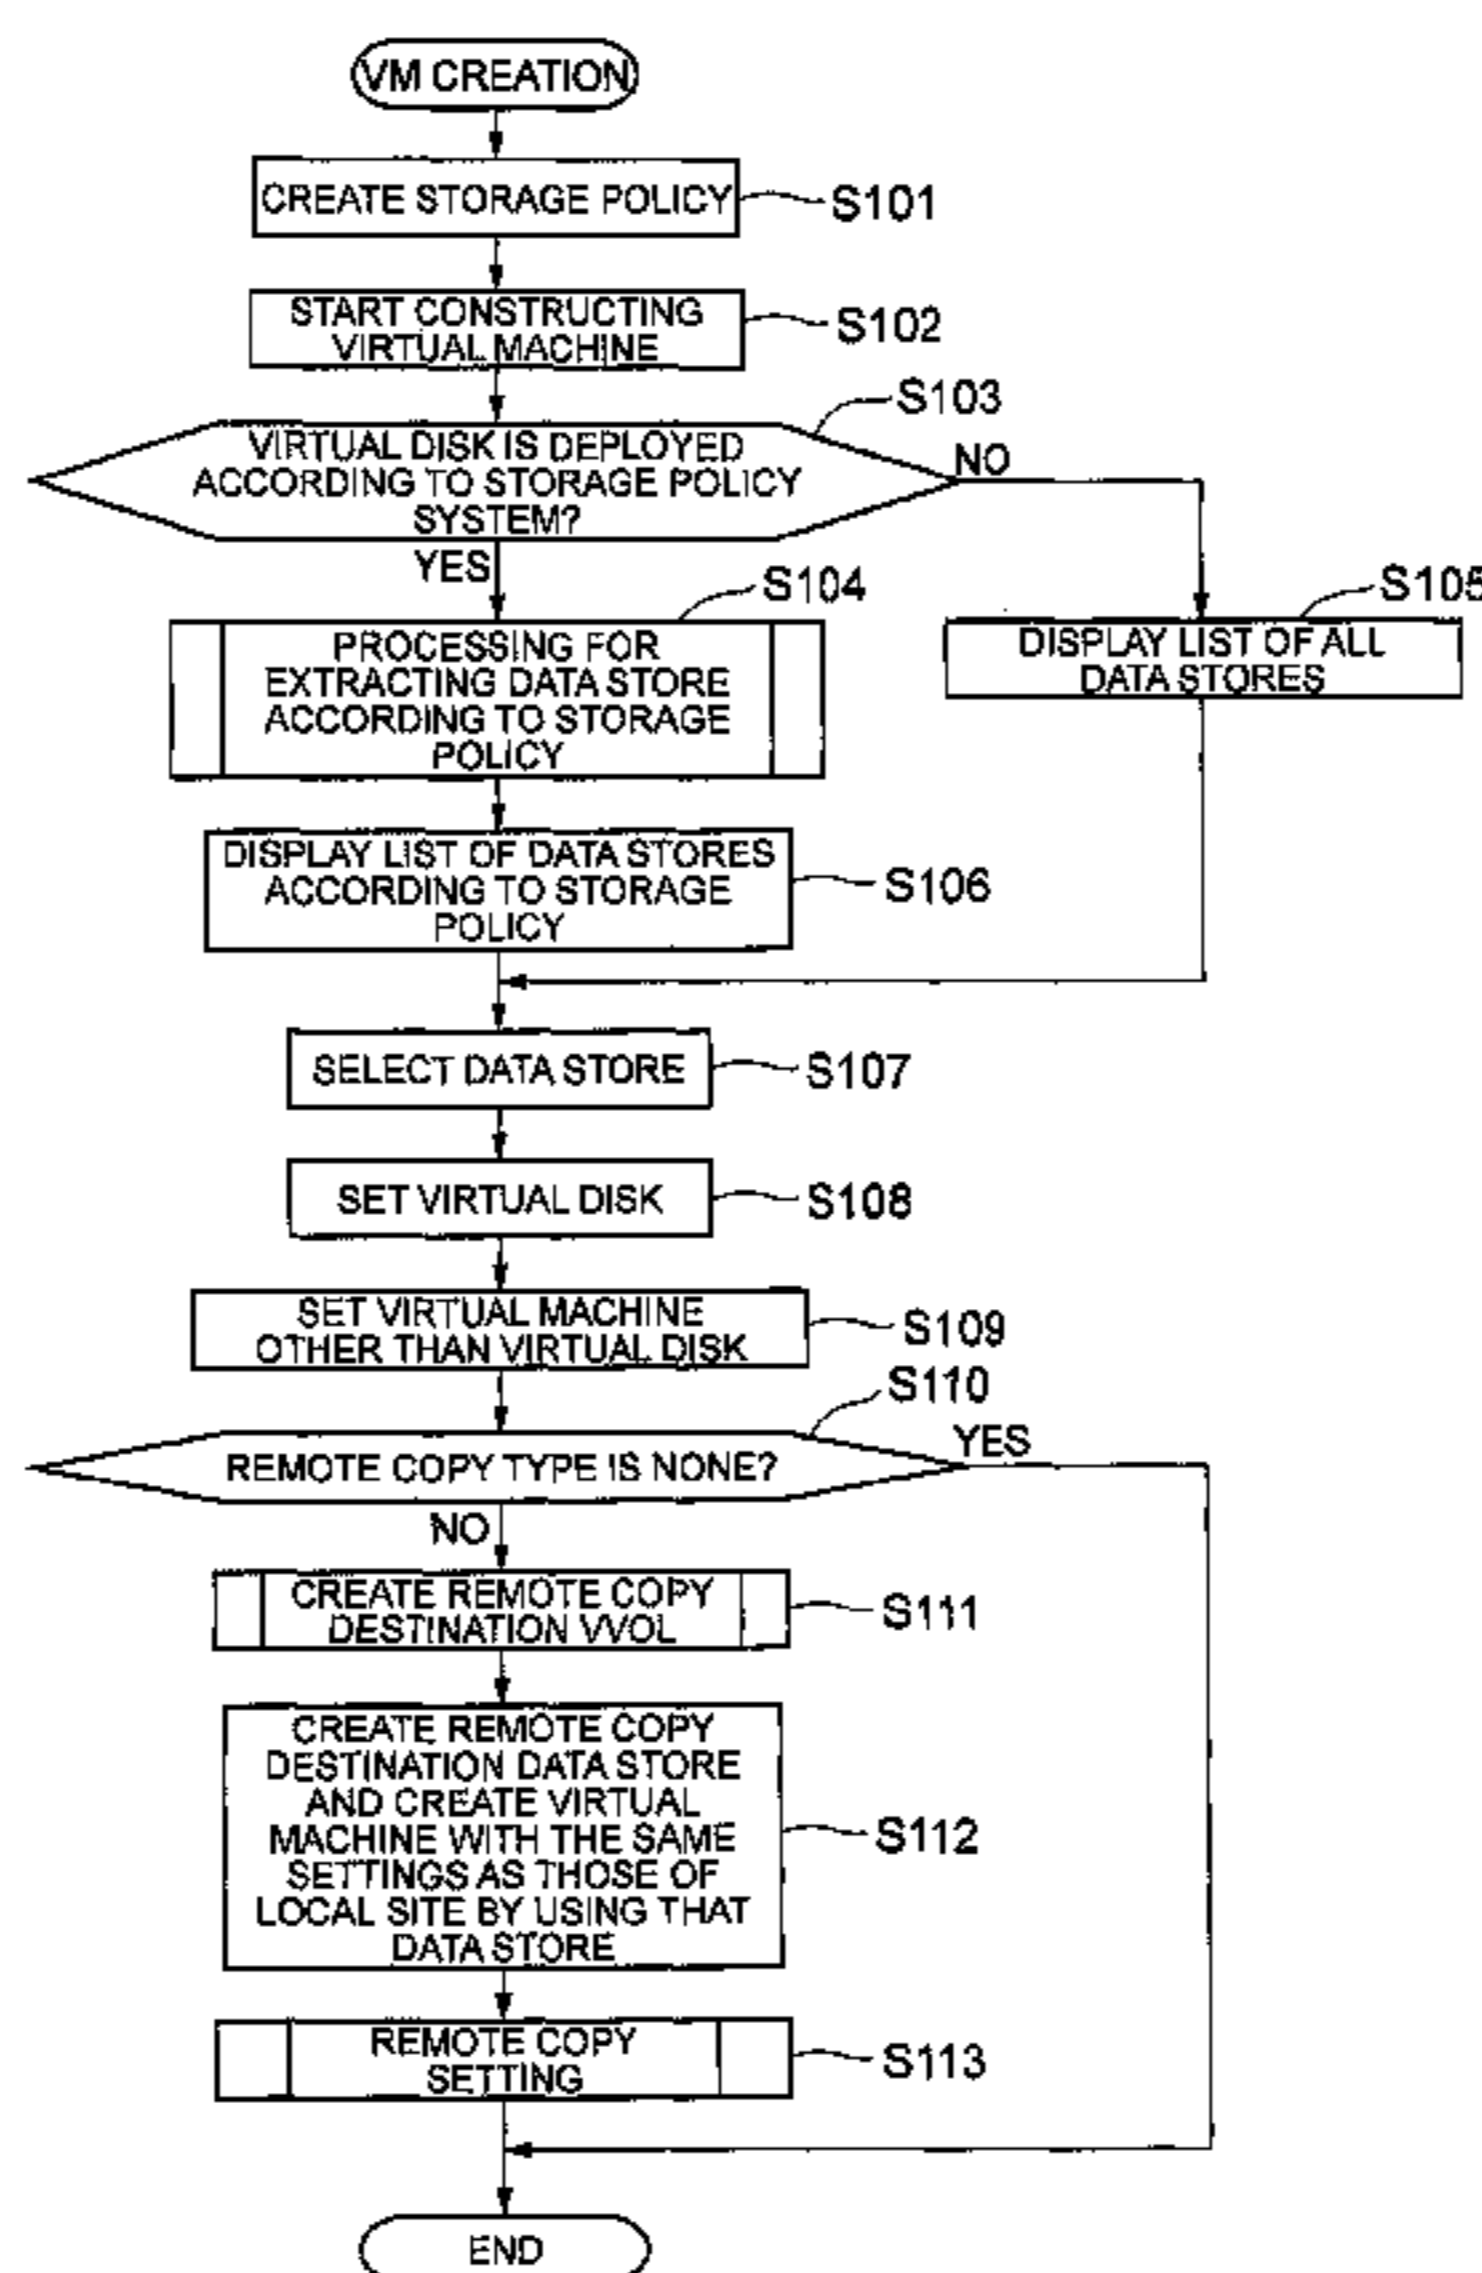 VM CREATION
CREATE STORAGE POLICY
S101
START CONSTRUCTING
VIRTUAL MACHINE
S102
S103
VIRTUAL DISK IS DEPLOYED
ACCORDING TO STORAGE POLICY
SYSTEM?
NO
YES
S104
PROCESSING FOR
EXTRACTING DATA STORE
ACCORDING TO STORAGE
POLICY
S105
DISPLAY LIST OF ALL
DATA STORES
DISPLAY LIST OF DATA STORES
ACCORDING TO STORAGE
POLICY
S106
SELECT DATA STORE
S107
SET VIRTUAL DISK
S108
SET VIRTUAL MACHINE
OTHER THAN VIRTUAL DISK
S109
S110
REMOTE COPY TYPE IS NONE?
YES
NO
CREATE REMOTE COPY
DESTINATION VVOL
S111
CREATE REMOTE COPY
DESTINATION DATA STORE
AND CREATE VIRTUAL
MACHINE WITH THE SAME
SETTINGS AS THOSE OF
LOCAL SITE BY USING THAT
DATA STORE
S112
REMOTE COPY
SETTING
S113
END